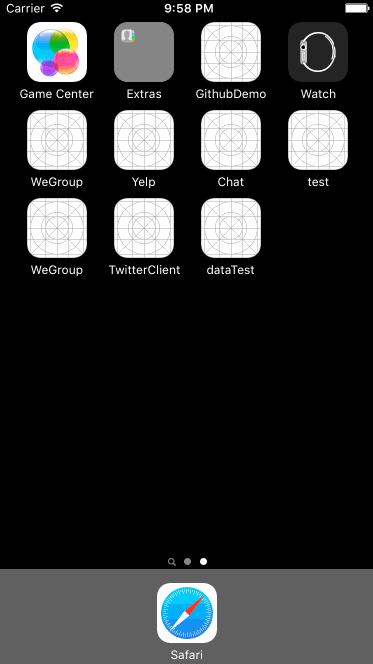 Carrier 9:58 PM
Game Center Extras GithubDemo Watch
WeGroup Yelp Chat test
WeGroup TwitterClient dataTest
Safari